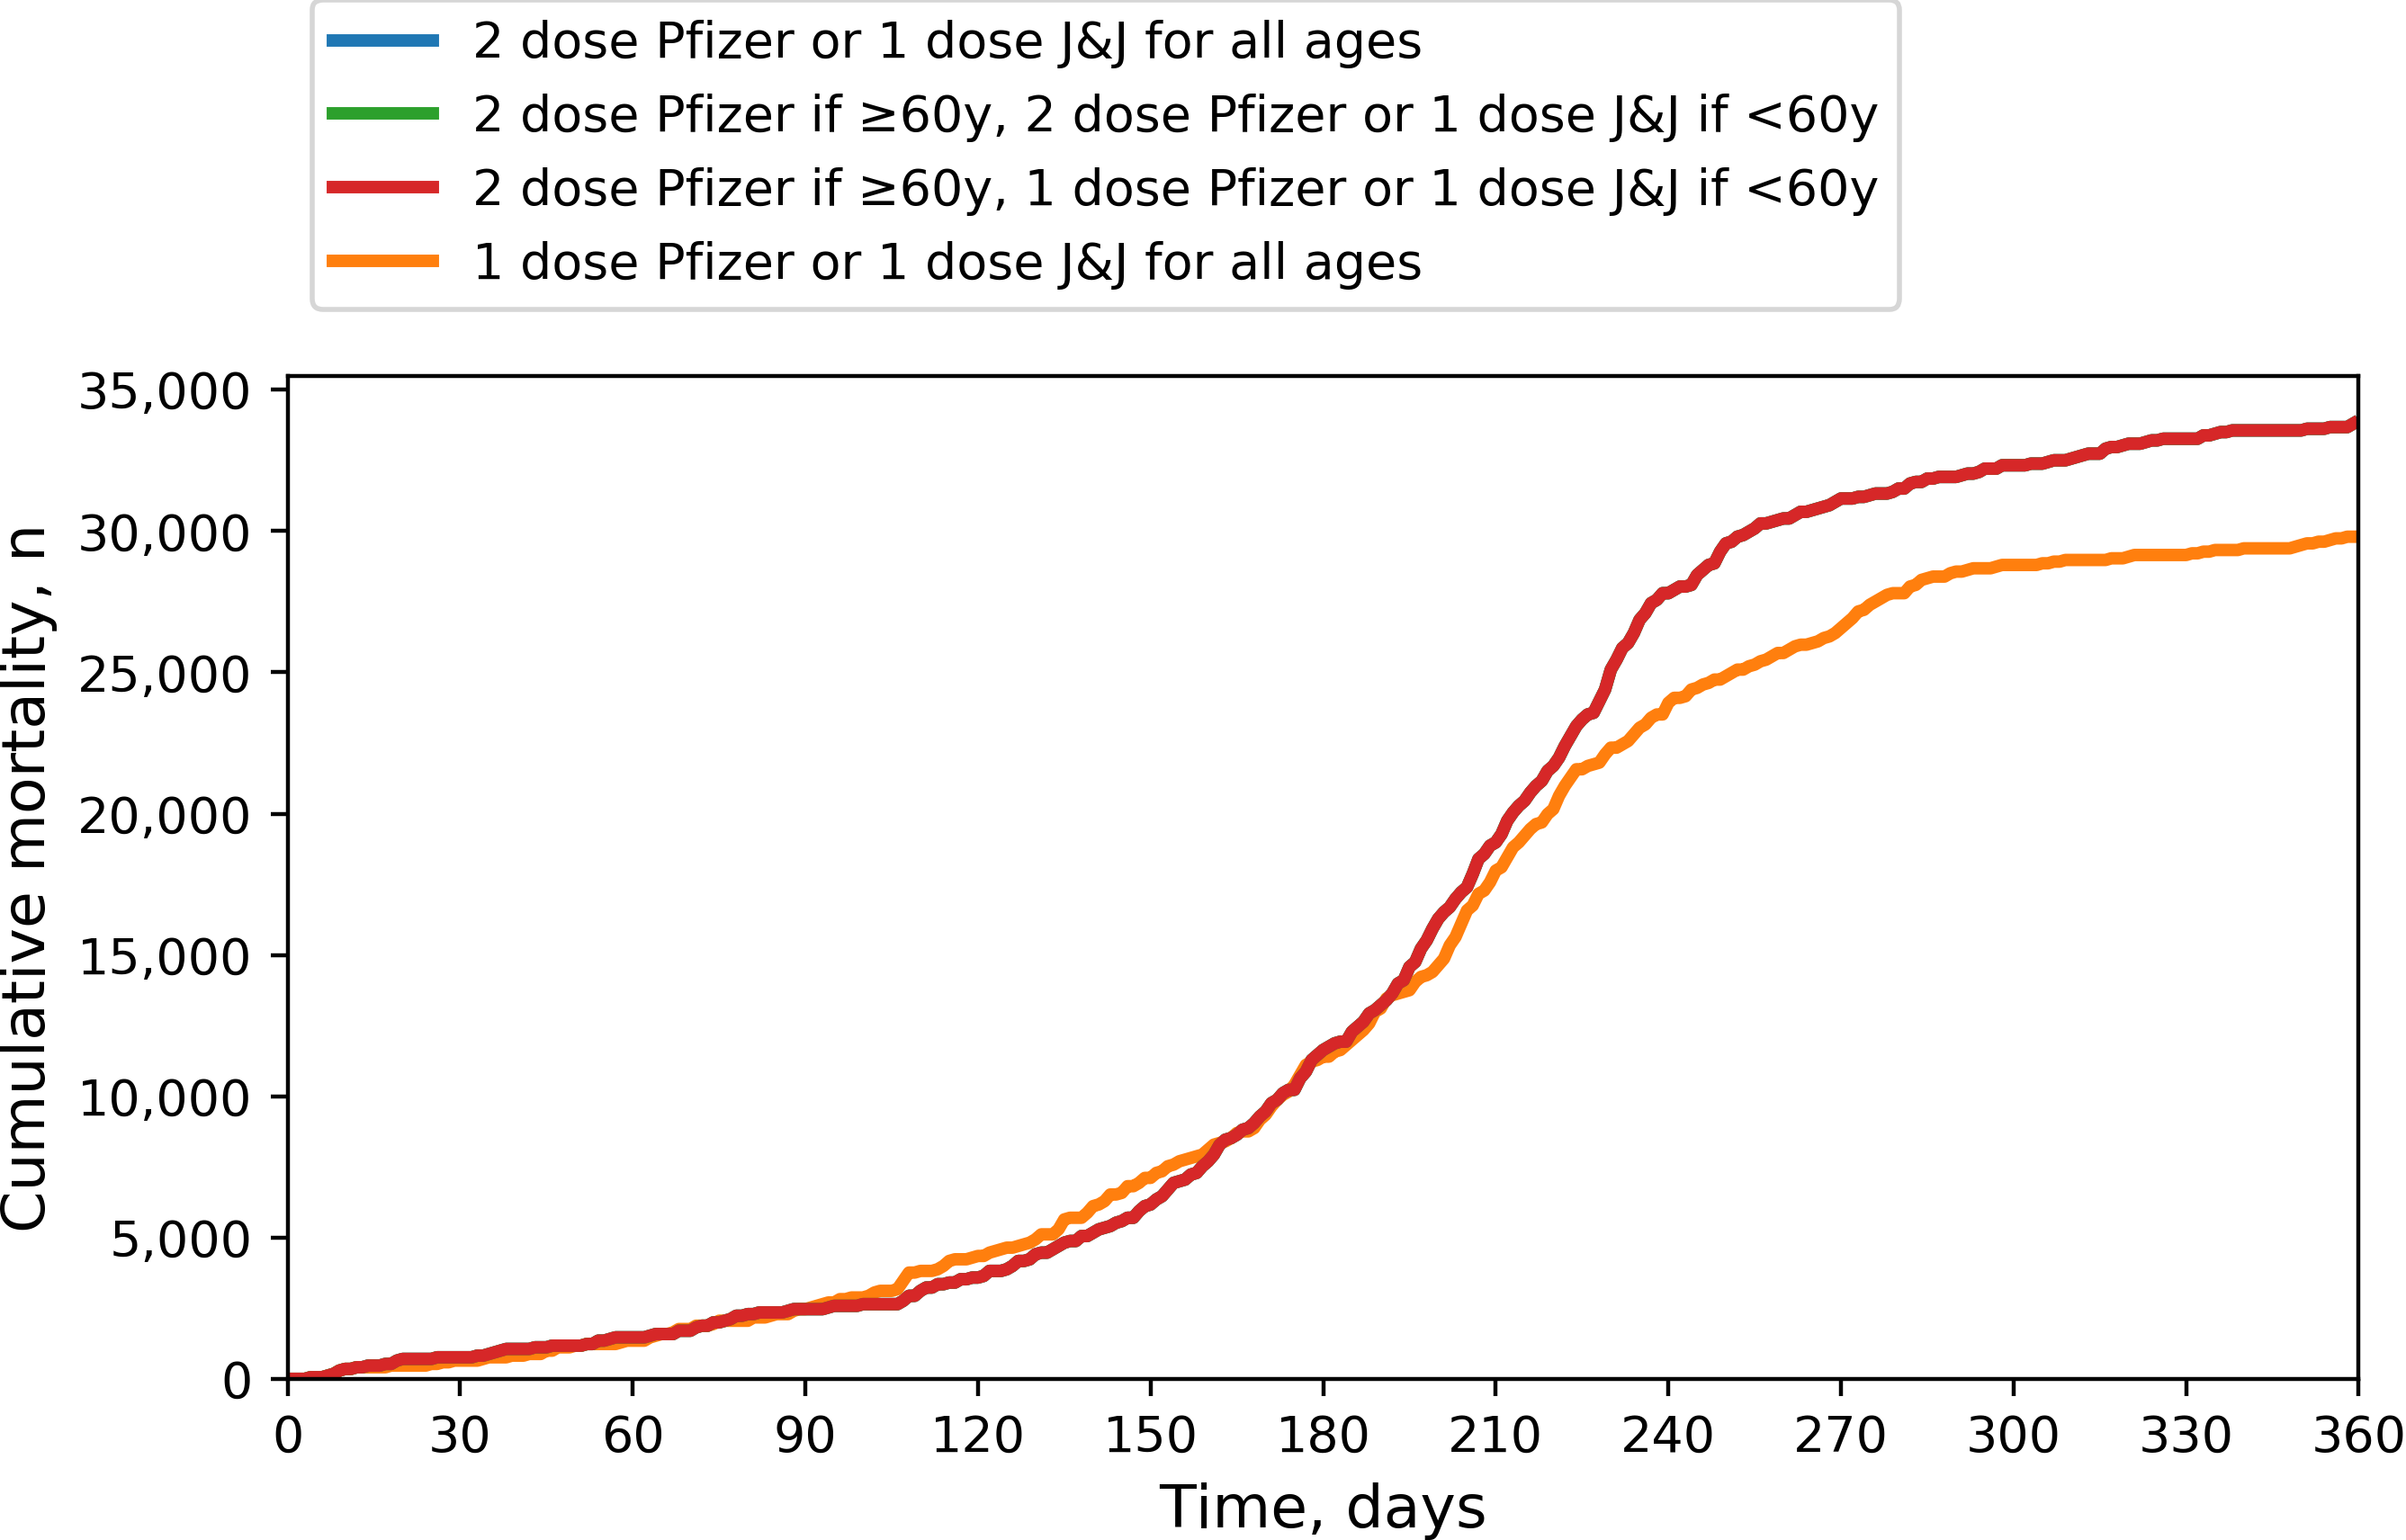 2 dose Pfizer or 1 dose J&J for all ages
2 dose Pfizer if ≥60y, 2 dose Pfizer or 1 dose J&J if <60y
2 dose Pfizer if ≥60y, 1 dose Pfizer or 1 dose J&J if <60y
1 dose Pfizer or 1 dose J&J for all ages
Cumulative mortality, n
35,000
30,000
25,000
20,000
15,000
10,000
5,000
0
0 30 60 90 120 150 180 210 240 270 300 330 360
Time, days